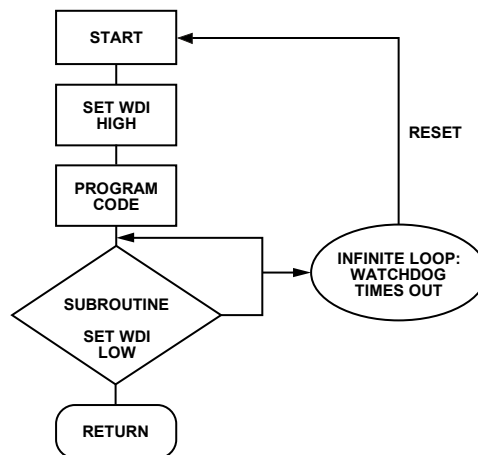 START
SET WDI
HIGH
PROGRAM
CODE
SUBROUTINE
SET WDI
LOW
RETURN
INFINITE LOOP:
WATCHDOG
TIMES OUT
RESET